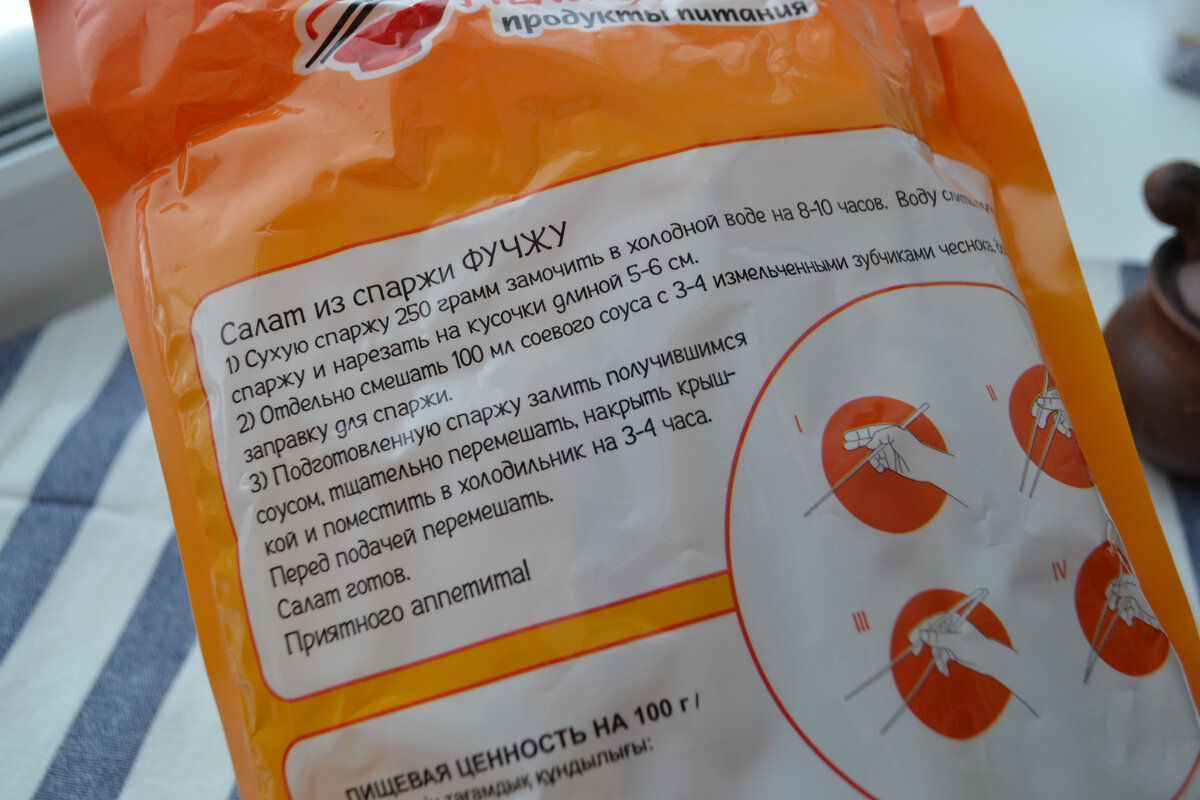 продукты питания
Салат из спаржи ФУЧЖУ
1) Сухую спаржу 250 грамм замочить в холодной воде на 8-10 часов. Воду
спаржу и нарезать на кусочки длиной 5-6 см.
2) Отдельно смешать 100 мл соевого соуса с 3-4 измельченными зубчиками чеснока,
заправку для спаржи.
3) Подготовленную спаржу залить получившимся
соусом, тщательно перемешать, накрыть крыш-
кой и поместить в холодильник на 3-4 часа.
Перед подачей перемешать.
Салат готов.
Приятного аппетита!
I
II
III
IV
ПИЩЕВАЯ ЦЕННОСТЬ НА 100 г /
тағамдық құндылығы: